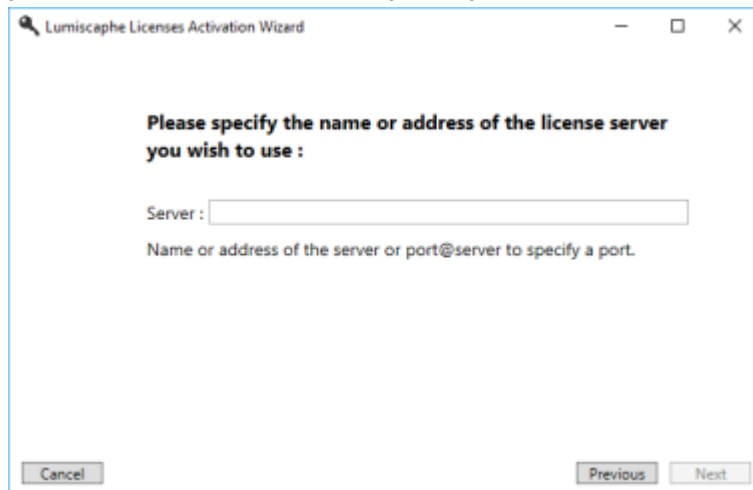 Lumiscaphe Licenses Activation Wizard
Please specify the name or address of the license server
you wish to use :
Server :
Name or address of the server or port@server to specify a port.
Cancel
Previous
Next